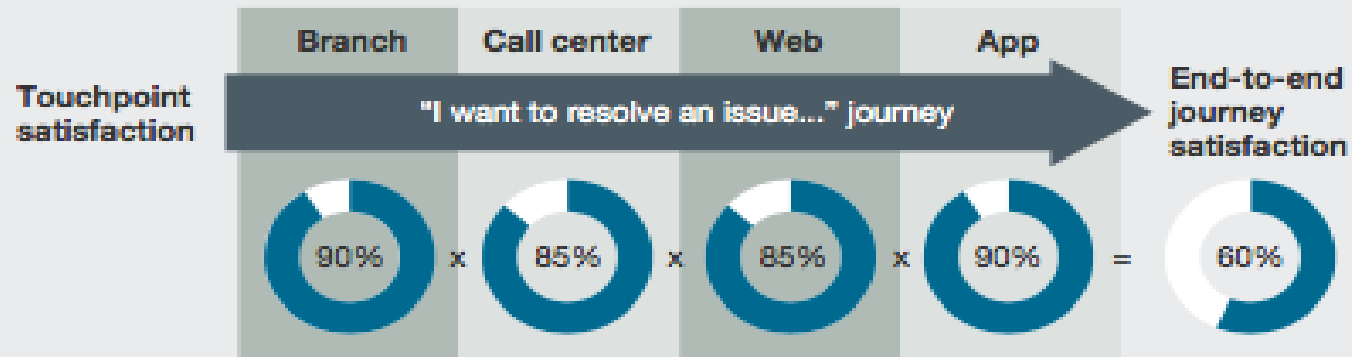 Branch
Call center
Web
App
Touchpoint
satisfaction
"I want to resolve an issue..." journey
End-to-end
journey
satisfaction
90% x 85% x 85% x 90% = 60%